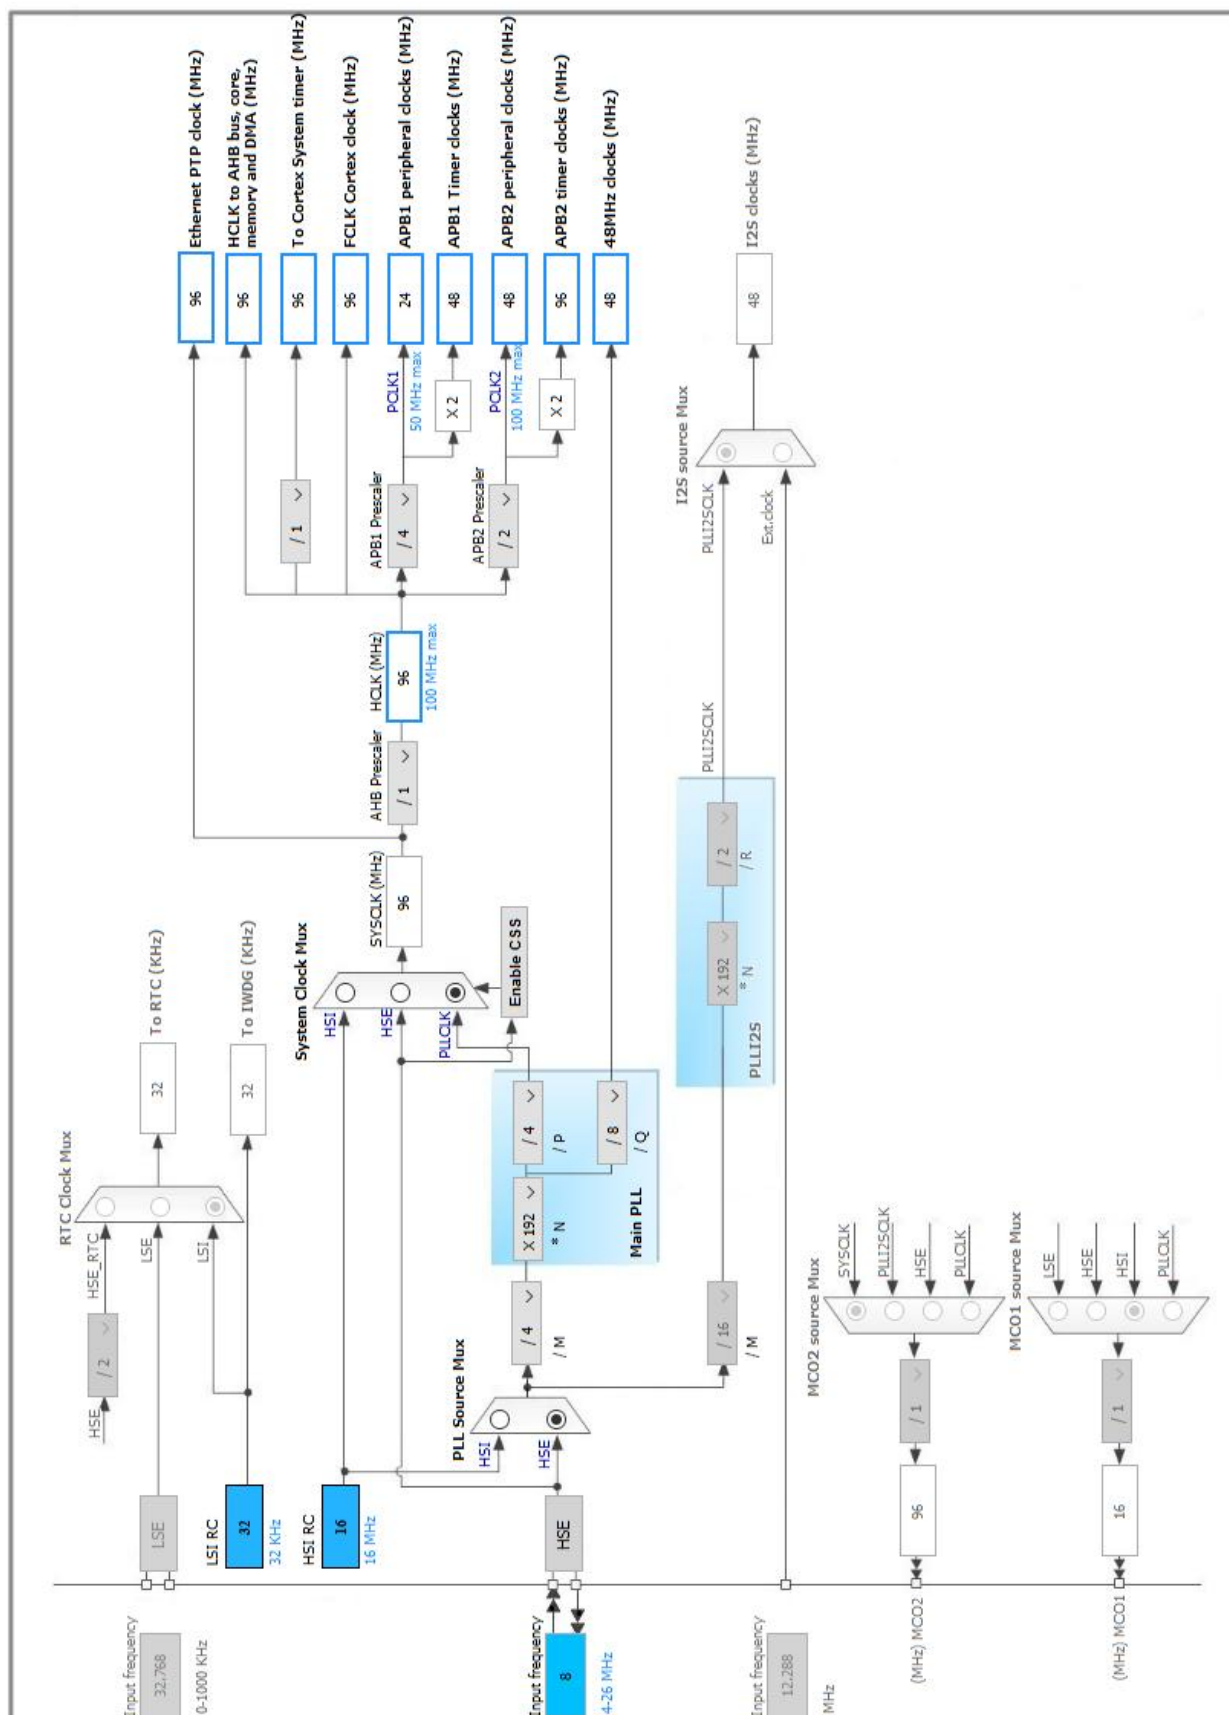 Input frequency
32.768
0-1000 KHz
LSE
HSE
/ 2
HSE_RTC
LSE
LSI
RTC Clock Mux
32
To RTC (KHz)
LSI RC
32
32 KHz
32
To IWDG (KHz)
HSI RC
16
16 MHz
Input frequency
8
4-26 MHz
HSE
PLL Source Mux
HSI
HSE
/ 4
/ M
X 192
* N
/ 4
/ P
/ 8
/ Q
Main PLL
System Clock Mux
HSI
HSE
PLLCLK
Enable CSS
SYSCLK (MHz)
96
AHB Prescaler
/ 1
HCLK (MHz)
96
100 MHz max
/ 1
APB1 Prescaler
/ 4
PCLK1
50 MHz max
X 2
APB2 Prescaler
/ 2
PCLK2
100 MHz max
X 2
96
Ethernet PTP clock (MHz)
96
HCLK to AHB bus, core,
memory and DMA (MHz)
96
To Cortex System timer (MHz)
96
FCLK Cortex clock (MHz)
24
APB1 peripheral clocks (MHz)
48
APB1 Timer clocks (MHz)
48
APB2 peripheral clocks (MHz)
96
APB2 timer clocks (MHz)
48
48MHz clocks (MHz)
/ 16
/ M
X 192
* N
/ 2
/ R
PLLI2S
PLLI2SCLK
PLLI2SCLK
Ext.clock
I2S source Mux
48
I2S clocks (MHz)
Input frequency
12.288
MHz
MCO2 source Mux
SYSCLK
PLLI2SCLK
HSE
PLLCLK
/ 1
96
(MHz) MCO2
MCO1 source Mux
LSE
HSE
HSI
PLLCLK
/ 1
16
(MHz) MCO1